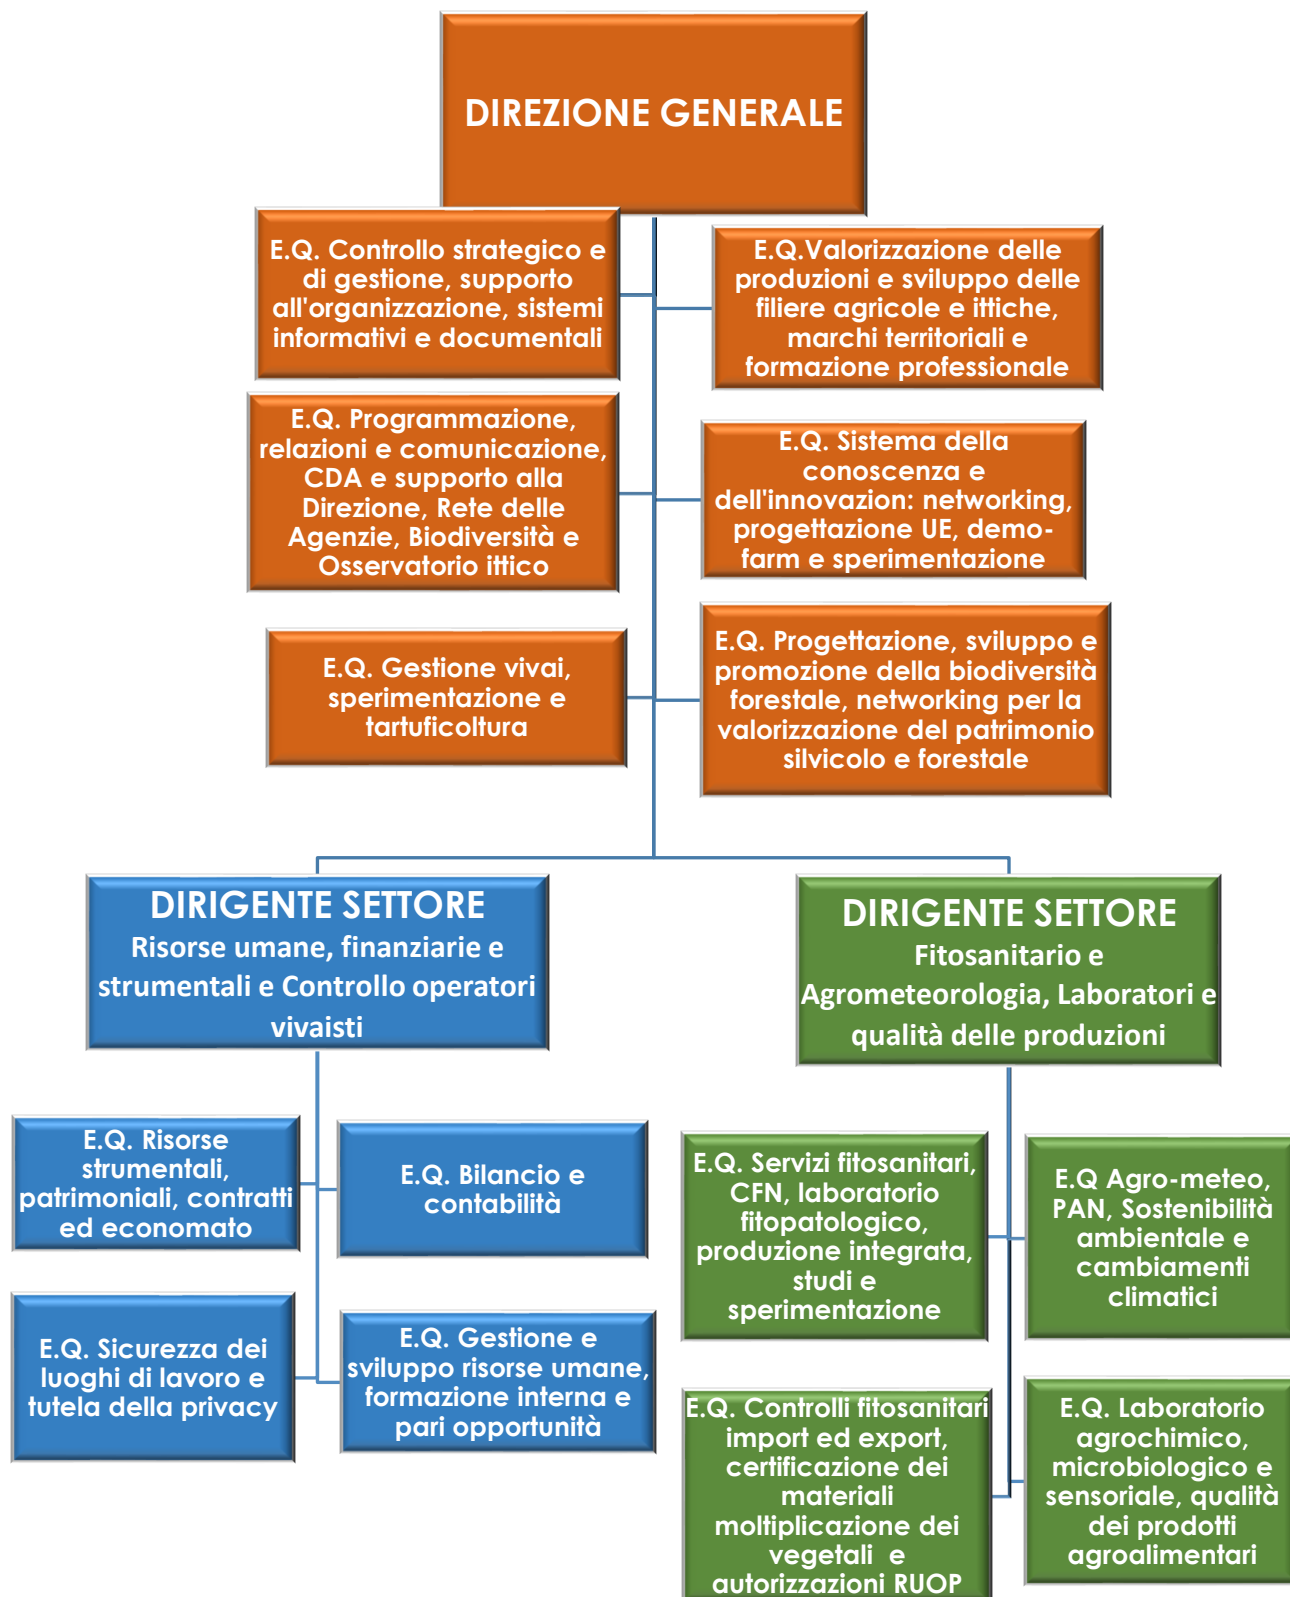 DIREZIONE GENERALE
E.Q. Controllo strategico e
di gestione, supporto
all'organizzazione, sistemi
informativi e documentali
E.Q.Valorizzazione delle
produzioni e sviluppo delle
filiere agricole e ittiche,
marchi territoriali e
formazione professionale
E.Q. Programmazione,
relazioni e comunicazione,
CDA e supporto alla
Direzione, Rete delle
Agenzie, Biodiversità e
Osservatorio ittico
E.Q. Sistema della
conoscenza e
dell'innovazion: networking,
progettazione UE, demo-
farm e sperimentazione
E.Q. Gestione vivai,
sperimentazione e
tartuficoltura
E.Q. Progettazione, sviluppo e
promozione della biodiversità
forestale, networking per la
valorizzazione del patrimonio
silvicolo e forestale
DIRIGENTE SETTORE
Risorse umane, finanziarie e
strumentali e Controllo operatori
vivaisti
DIRIGENTE SETTORE
Fitosanitario e
Agrometeorologia, Laboratori e
qualità delle produzioni
E.Q. Risorse
strumentali,
patrimoniali, contratti
ed economato
E.Q. Bilancio e
contabilità
E.Q. Sicurezza dei
luoghi di lavoro e
tutela della privacy
E.Q. Gestione e
sviluppo risorse umane,
formazione interna e
pari opportunità
E.Q. Servizi fitosanitari,
CFN, laboratorio
fitopatologico,
produzione integrata,
studi e
sperimentazione
E.Q Agro-meteo,
PAN, Sostenibilità
ambientale e
cambiamenti
climatici
E.Q. Controlli fitosanitari
import ed export,
certificazione dei
materiali
moltiplicazione dei
vegetali  e
autorizzazioni RUOP
E.Q. Laboratorio
agrochimico,
microbiologico e
sensoriale, qualità
dei prodotti
agroalimentari